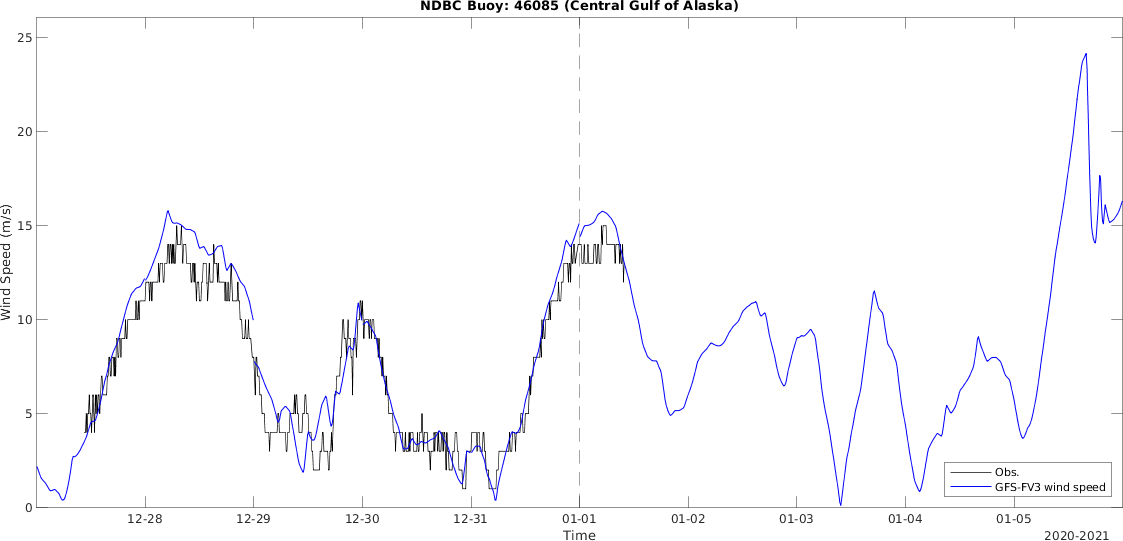 NDBC Buoy: 46085 (Central Gulf of Alaska)
Wind Speed (m/s)
25
20
15
10
5
0
12-28 12-29 12-30 12-31 01-01 01-02 01-03 01-04 01-05
Time
2020-2021
Obs.
GFS-FV3 wind speed